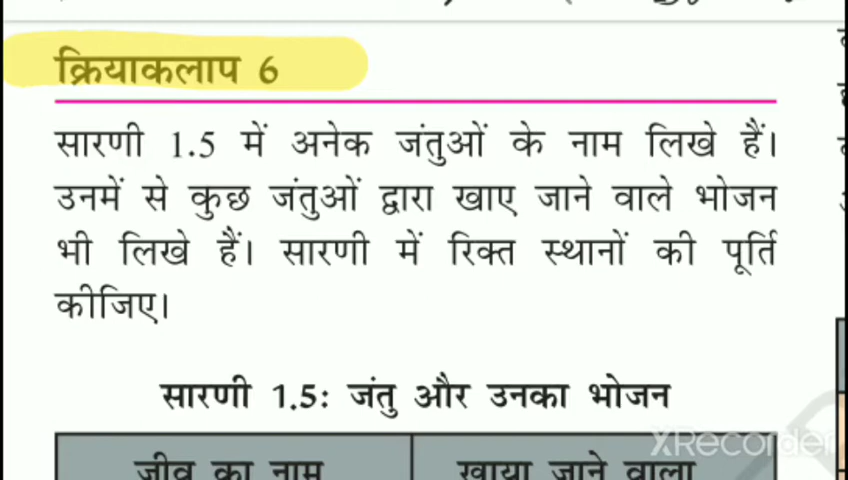 क्रियाकलाप 6
सारणी 1.5 में अनेक जंतुओं के नाम लिखे हैं।
उनमें से कुछ जंतुओं द्वारा खाए जाने वाले भोजन
भी लिखे हैं। सारणी में रिक्त स्थानों की पूर्ति
कीजिए।
सारणी 1.5: जंतु और उनका भोजन
जीव का नाम
खाया जाने वाला
XRecorder